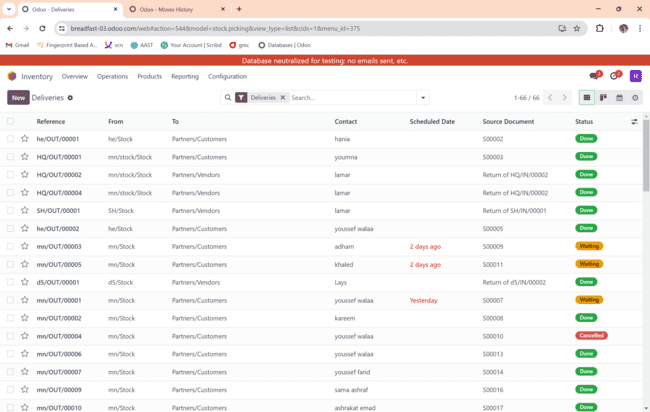 Odoo - Deliveries
Odoo - Moves History
breadfast-03.odoo.com/web#action=544&model=stock.picking&view_type=list&cids=1&menu_id=375
Gmail Fingerprint Based A... ocn AAST Your Account | Scribd gmc Databases | Odoo
Database neutralized for testing: no emails sent, etc.
Inventory Overview Operations Products Reporting Configuration
New Deliveries Deliveries Search... 1-66 / 66
Reference From To Contact Scheduled Date Source Document Status
he/OUT/00001 he/Stock Partners/Customers hania S00002 Done
HQ/OUT/00001 mn/stock/Stock Partners/Customers youmna S00003 Done
HQ/OUT/00002 mn/stock/Stock Partners/Vendors lamar Return of HQ/IN/00002 Done
HQ/OUT/00004 mn/stock/Stock Partners/Vendors lamar Return of HQ/IN/00002 Done
SH/OUT/00001 SH/Stock Partners/Vendors lamar Return of SH/IN/00001 Done
he/OUT/00002 he/Stock Partners/Customers youssef walaa S00005 Done
mn/OUT/00003 mn/Stock Partners/Customers adham 2 days ago S00009 Waiting
mn/OUT/00005 mn/Stock Partners/Customers khaled 2 days ago S00011 Waiting
d5/OUT/00001 d5/Stock Partners/Vendors Lays Return of d5/IN/00002 Done
mn/OUT/00001 mn/Stock Partners/Customers youssef walaa Yesterday S00007 Waiting
mn/OUT/00002 mn/Stock Partners/Customers kareem S00008 Done
mn/OUT/00004 mn/Stock Partners/Customers youssef walaa S00010 Cancelled
mn/OUT/00006 mn/Stock Partners/Customers youssef walaa S00013 Done
mn/OUT/00007 mn/Stock Partners/Customers youssef farid S00014 Done
mn/OUT/00009 mn/Stock Partners/Customers sama ashraf S00016 Done
mn/OUT/00010 mn/Stock Partners/Customers ashrakat emad S00017 Done